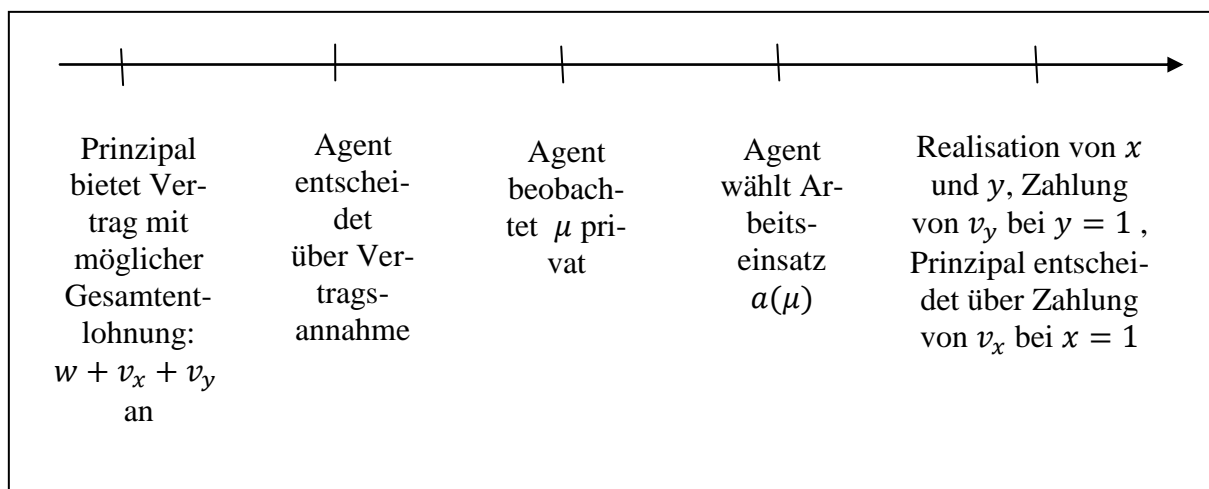 Prinzipal
bietet Ver-
trag mit
möglicher
Gesamtent-
lohnung:
w + v_x + v_y
an
Agent
entschei-
det
über Ver-
trags-
annahme
Agent
beobach-
tet μ pri-
vat
Agent
wählt Ar-
beits-
einsatz
a(μ)
Realisation von x
und y, Zahlung
von v_y bei y = 1 ,
Prinzipal entschei-
det über Zahlung
von v_x bei x = 1